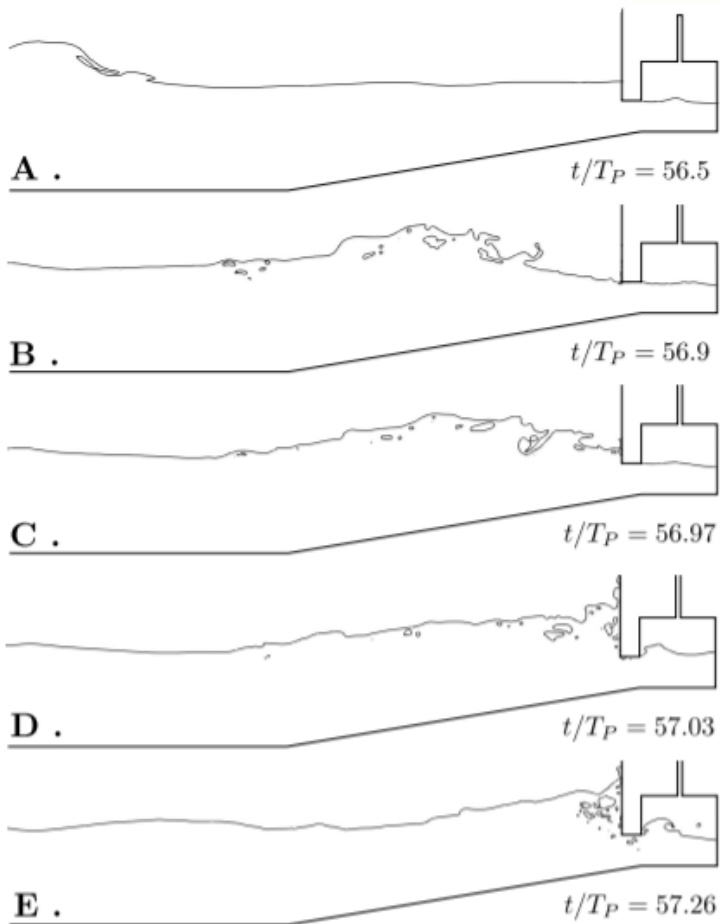 A .
t/T_P = 56.5
B .
t/T_P = 56.9
C .
t/T_P = 56.97
D .
t/T_P = 57.03
E .
t/T_P = 57.26